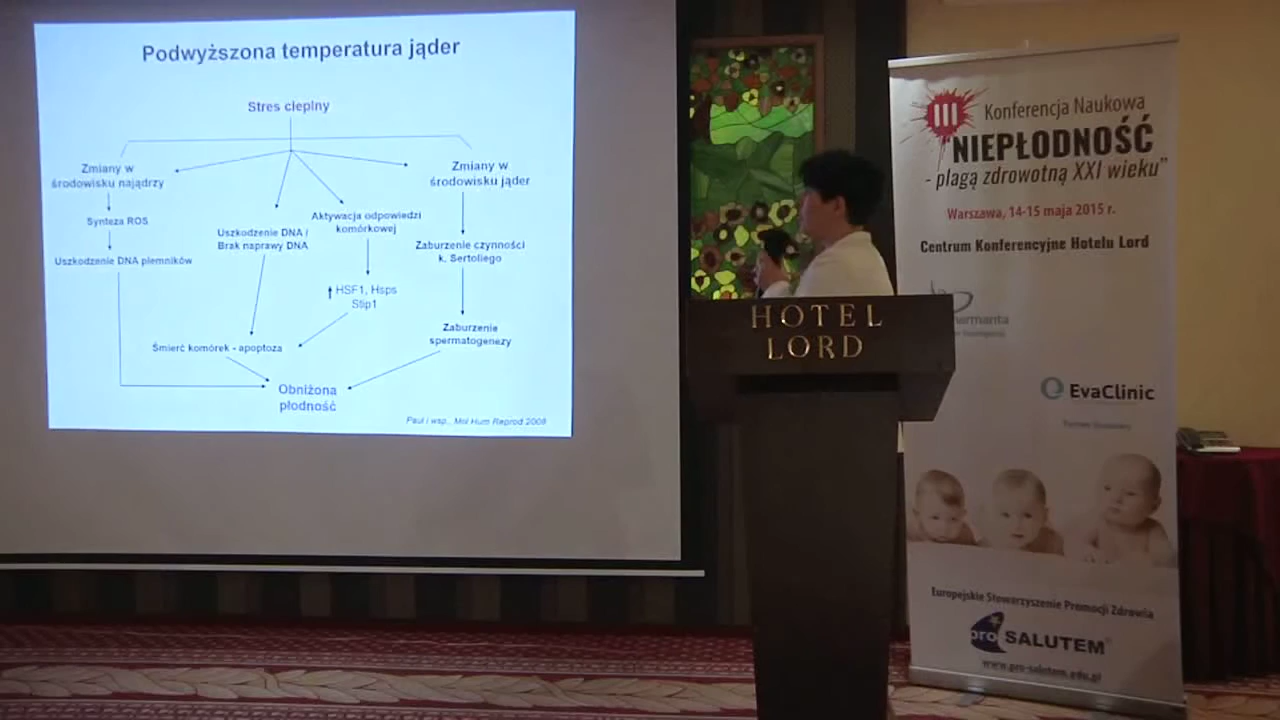 Podwyższona temperatura jąder
Stres cieplny
Zmiany w
środowisku najądrzy
Zmiany w
środowisku jąder
Synteza ROS
Uszkodzenie DNA plemników
Uszkodzenie DNA /
Brak naprawy DNA
Aktywacja odpowiedzi
komórkowej
HSF1, Hsps
Stip1
Zaburzenie czynności
k. Sertoliego
Zaburzenie
spermatogenezy
Śmierć komórek - apoptoza
Obniżona
płodność
Paul i wsp., Mol Hum Reprod 2009
HOTEL
LORD
III
Konferencja Naukowa
"NIEPŁODNOŚĆ
- plagą zdrowotną XXI wieku"
Warszawa, 14-15 maja 2015 r.
Centrum Konferencyjne Hotelu Lord
EvaClinic
Europejskie Stowarzyszenie Promocji Zdrowia
pro SALUTEM
www.pro-salutem.edu.pl